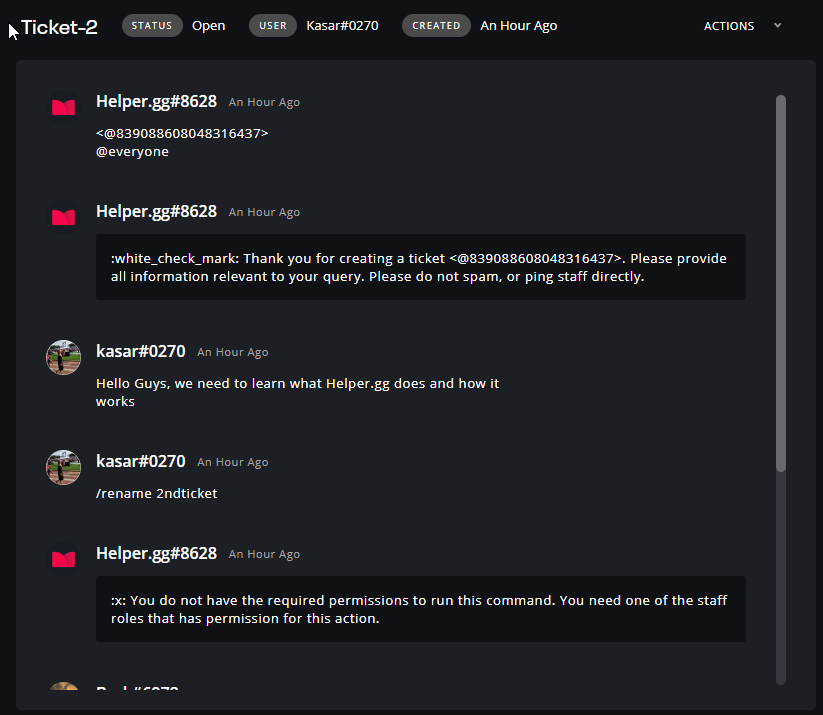 Ticket-2 STATUS Open USER Kasar#0270 CREATED An Hour Ago ACTIONS
Helper.gg#8628 An Hour Ago
<@839088608048316437>
@everyone
Helper.gg#8628 An Hour Ago
:white_check_mark: Thank you for creating a ticket <@839088608048316437>. Please provide
all information relevant to your query. Please do not spam, or ping staff directly.
kasar#0270 An Hour Ago
Hello Guys, we need to learn what Helper.gg does and how it
works
kasar#0270 An Hour Ago
/rename 2ndticket
Helper.gg#8628 An Hour Ago
:x: You do not have the required permissions to run this command. You need one of the staff
roles that has permission for this action.